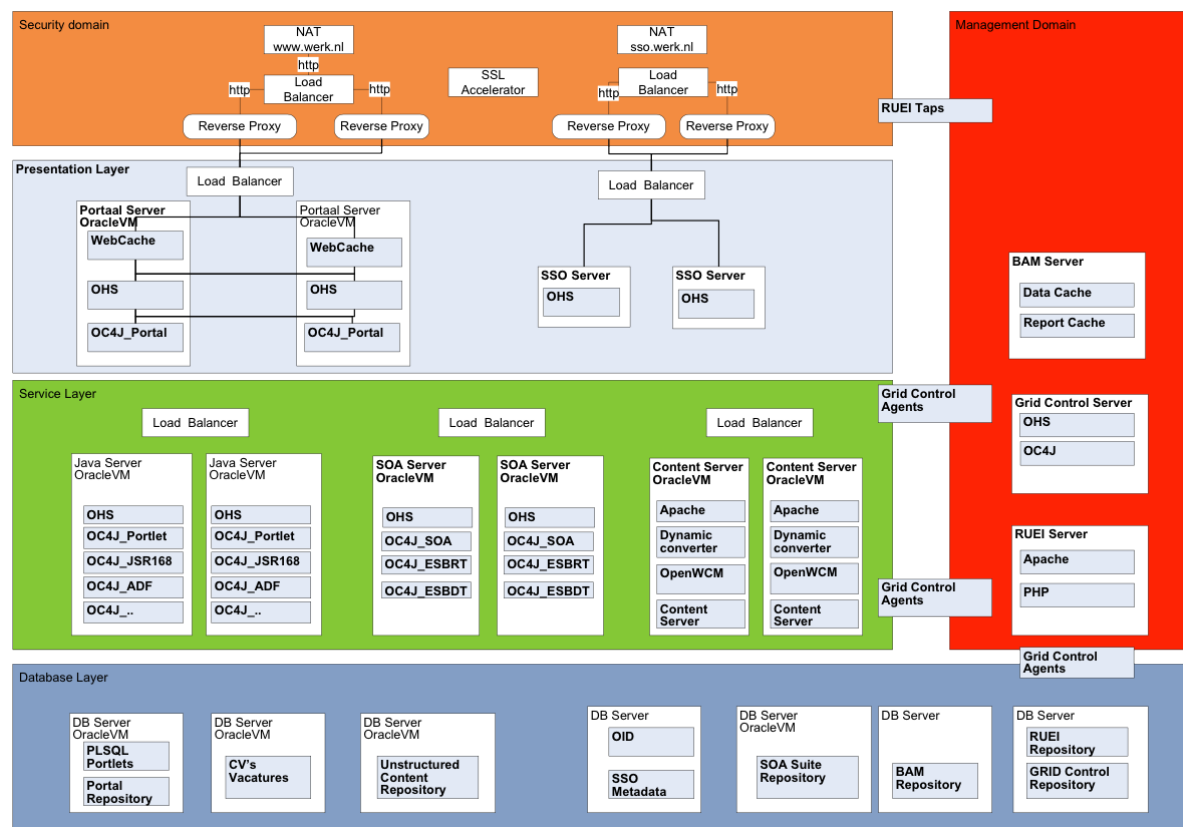 Security domain
NAT
www.werk.nl
http
Load
Balancer
http
http
Reverse Proxy
Reverse Proxy
SSL
Accelerator
NAT
sso.werk.nl
Load
Balancer
http
http
Reverse Proxy
Reverse Proxy
Management Domain
RUEI Taps
Presentation Layer
Load Balancer
Portaal Server
OracleVM
WebCache
OHS
OC4J_Portal
Portaal Server
OracleVM
WebCache
OHS
OC4J_Portal
Load Balancer
SSO Server
OHS
SSO Server
OHS
BAM Server
Data Cache
Report Cache
Service Layer
Load Balancer
Load Balancer
Load Balancer
Grid Control
Agents
Grid Control Server
OHS
OC4J
Java Server
OracleVM
OHS
OC4J_Portlet
OC4J_JSR168
OC4J_ADF
OC4J_..
Java Server
OracleVM
OHS
OC4J_Portlet
OC4J_JSR168
OC4J_ADF
OC4J_..
SOA Server
OracleVM
OHS
OC4J_SOA
OC4J_ESBRT
OC4J_ESBDT
SOA Server
OracleVM
OHS
OC4J_SOA
OC4J_ESBRT
OC4J_ESBDT
Content Server
OracleVM
Apache
Dynamic
converter
OpenWCM
Content
Server
Content Server
OracleVM
Apache
Dynamic
converter
OpenWCM
Content
Server
Grid Control
Agents
RUEI Server
Apache
PHP
Grid Control
Agents
Database Layer
DB Server
OracleVM
PLSQL
Portlets
Portal
Repository
DB Server
OracleVM
CV's
Vacatures
DB Server
OracleVM
Unstructured
Content
Repository
DB Server
OID
SSO
Metadata
DB Server
OracleVM
SOA Suite
Repository
DB Server
BAM
Repository
DB Server
RUEI
Repository
GRID Control
Repository